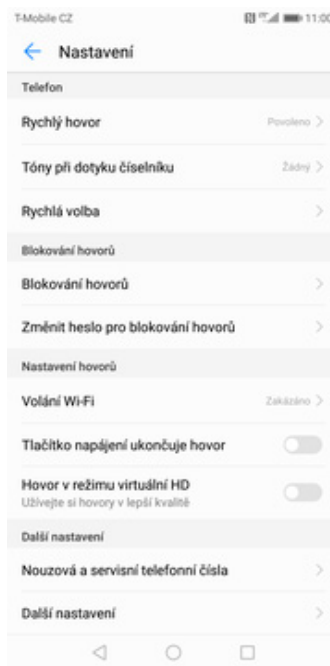 T-Mobile CZ 11:00
Nastavení
Telefon
Rychlý hovor Povoleno
Tóny při dotyku číselníku Žádný
Rychlá volba
Blokování hovorů
Blokování hovorů
Změnit heslo pro blokování hovorů
Nastavení hovorů
Volání Wi-Fi Zakázáno
Tlačítko napájení ukončuje hovor
Hovor v režimu virtuální HD
Užívejte si hovory v lepší kvalitě
Další nastavení
Nouzová a servisní telefonní čísla
Další nastavení